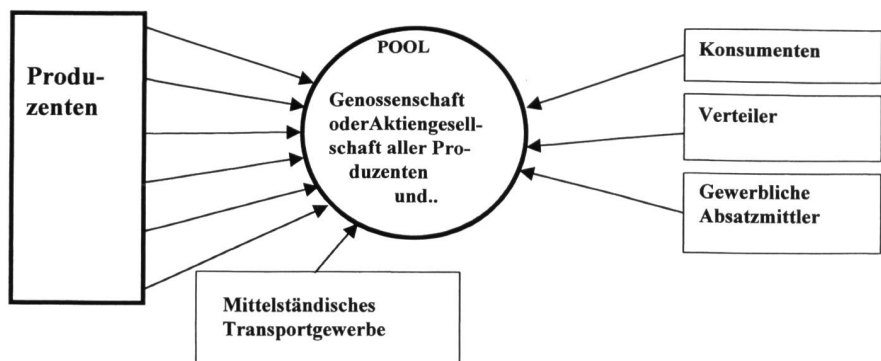 Produ-
zenten
POOL
Genossenschaft
oderAktiengesell-
schaft aller Pro-
duzenten
und..
Konsumenten
Verteiler
Gewerbliche
Absatzmittler
Mittelständisches
Transportgewerbe